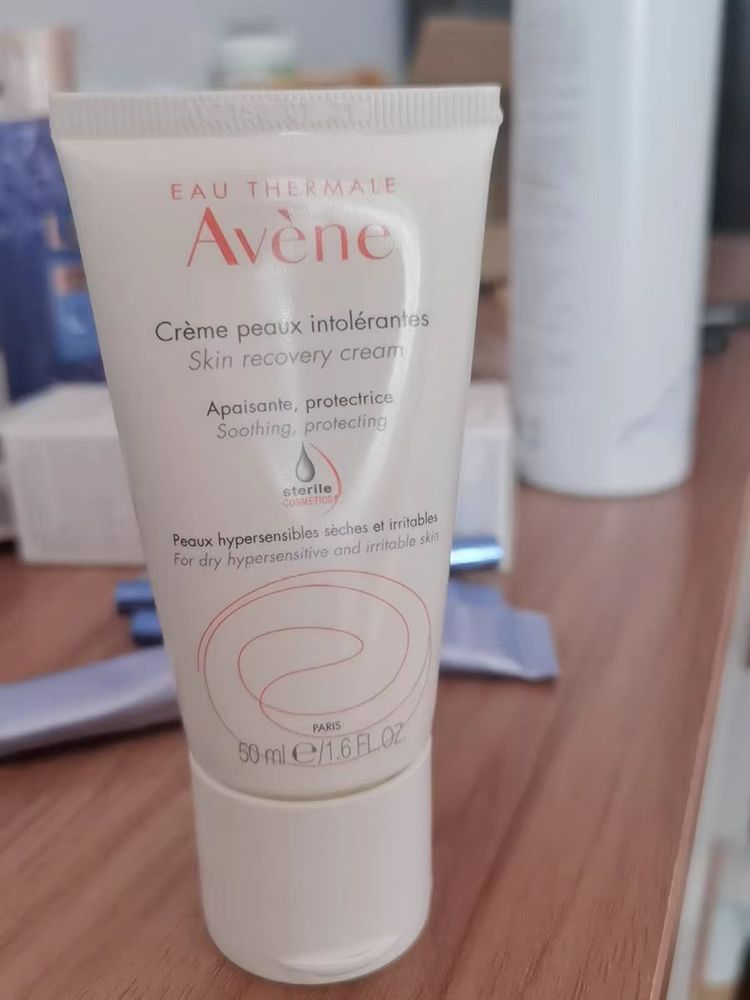 EAU THERMALE
Avène
Crème peaux intolérantes
Skin recovery cream
Apaisante, protectrice
Soothing, protecting
sterile
COSMETICS
Peaux hypersensibles sèches et irritables
For dry hypersensitive and irritable skin
PARIS
50 ml e/1.6 FL.OZ.